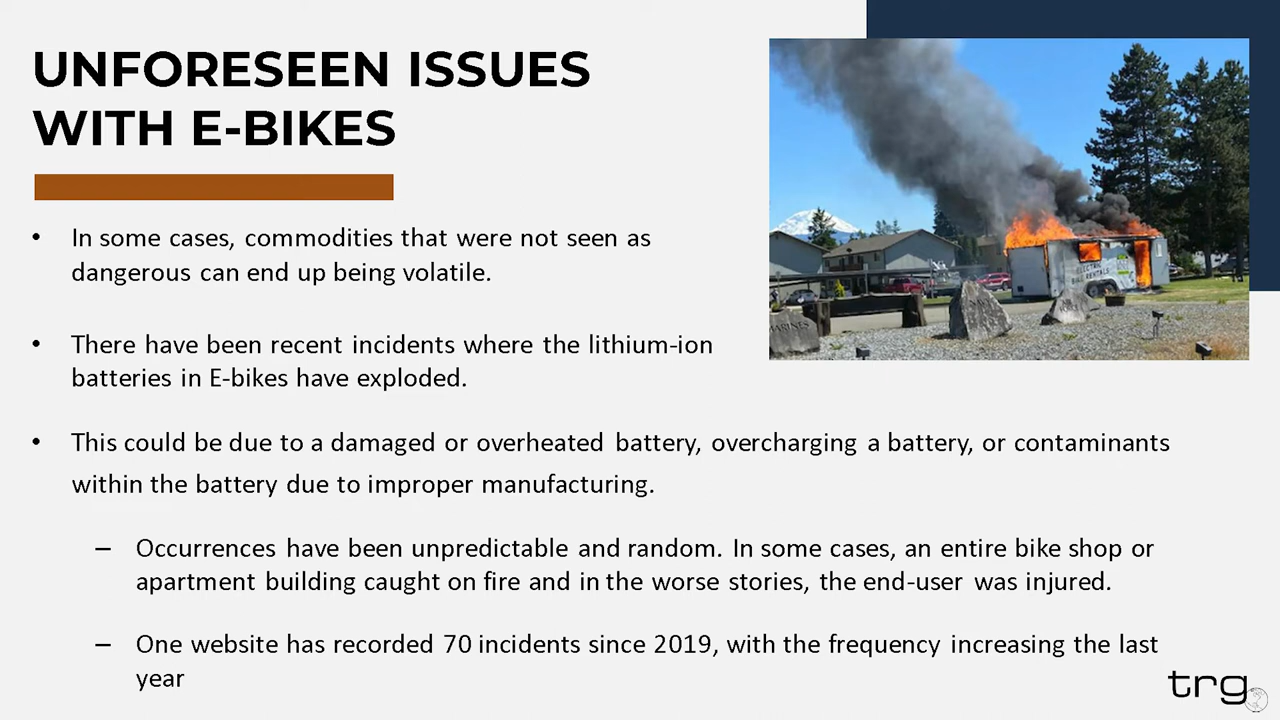 UNFORESEEN ISSUES
WITH E-BIKES
• In some cases, commodities that were not seen as
dangerous can end up being volatile.
• There have been recent incidents where the lithium-ion
batteries in E-bikes have exploded.
• This could be due to a damaged or overheated battery, overcharging a battery, or contaminants
within the battery due to improper manufacturing.
– Occurrences have been unpredictable and random. In some cases, an entire bike shop or
apartment building caught on fire and in the worse stories, the end-user was injured.
– One website has recorded 70 incidents since 2019, with the frequency increasing the last
year
ELECTRIC
BIKE RENTALS
MARINES
trg